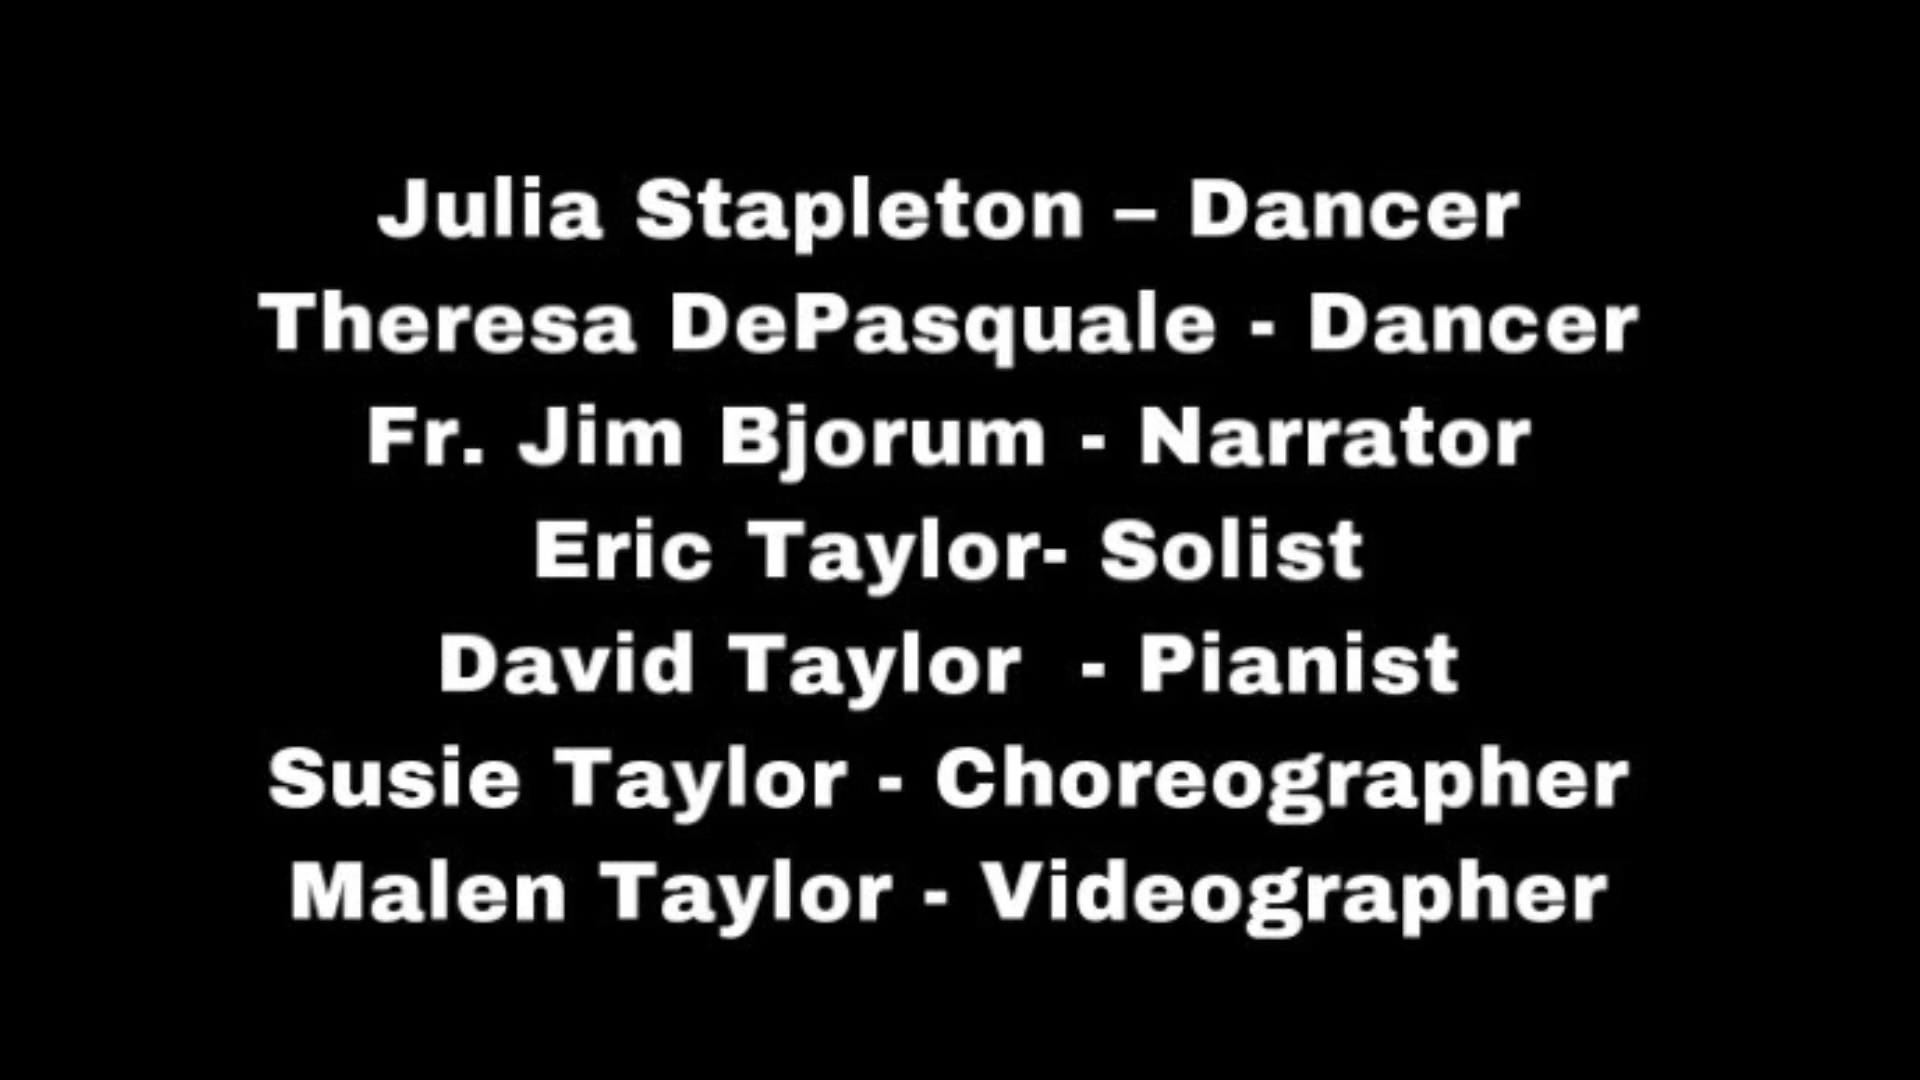 Julia Stapleton – Dancer
Theresa DePasquale - Dancer
Fr. Jim Bjorum - Narrator
Eric Taylor- Solist
David Taylor  - Pianist
Susie Taylor - Choreographer
Malen Taylor - Videographer